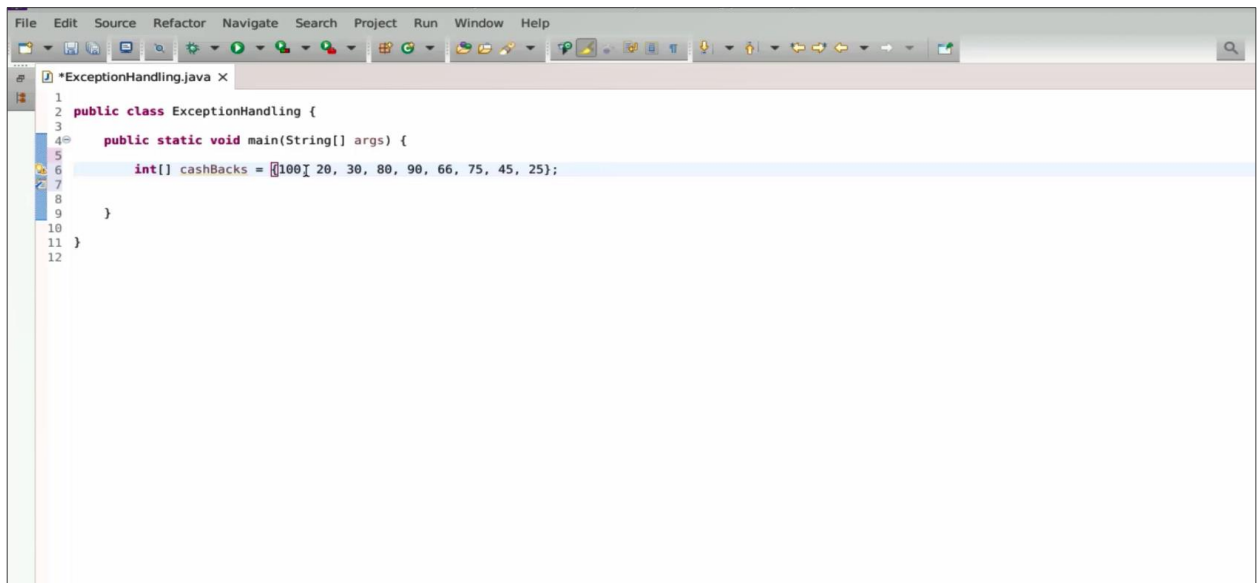 File Edit Source Refactor Navigate Search Project Run Window Help
*ExceptionHandling.java
1
2 public class ExceptionHandling {
3
4 public static void main(String[] args) {
5
6 int[] cashBacks = {100, 20, 30, 80, 90, 66, 75, 45, 25};
7
8
9 }
10
11 }
12